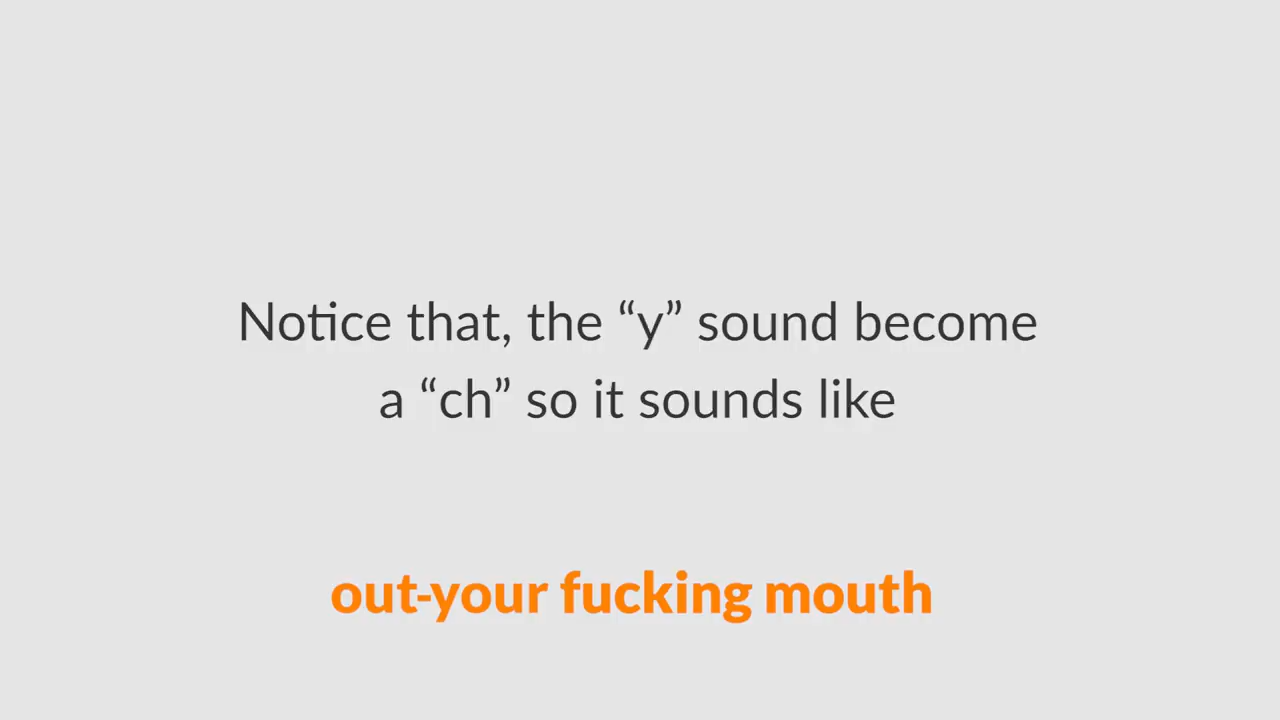 Notice that, the “y” sound become
a “ch” so it sounds like
out-your fucking mouth